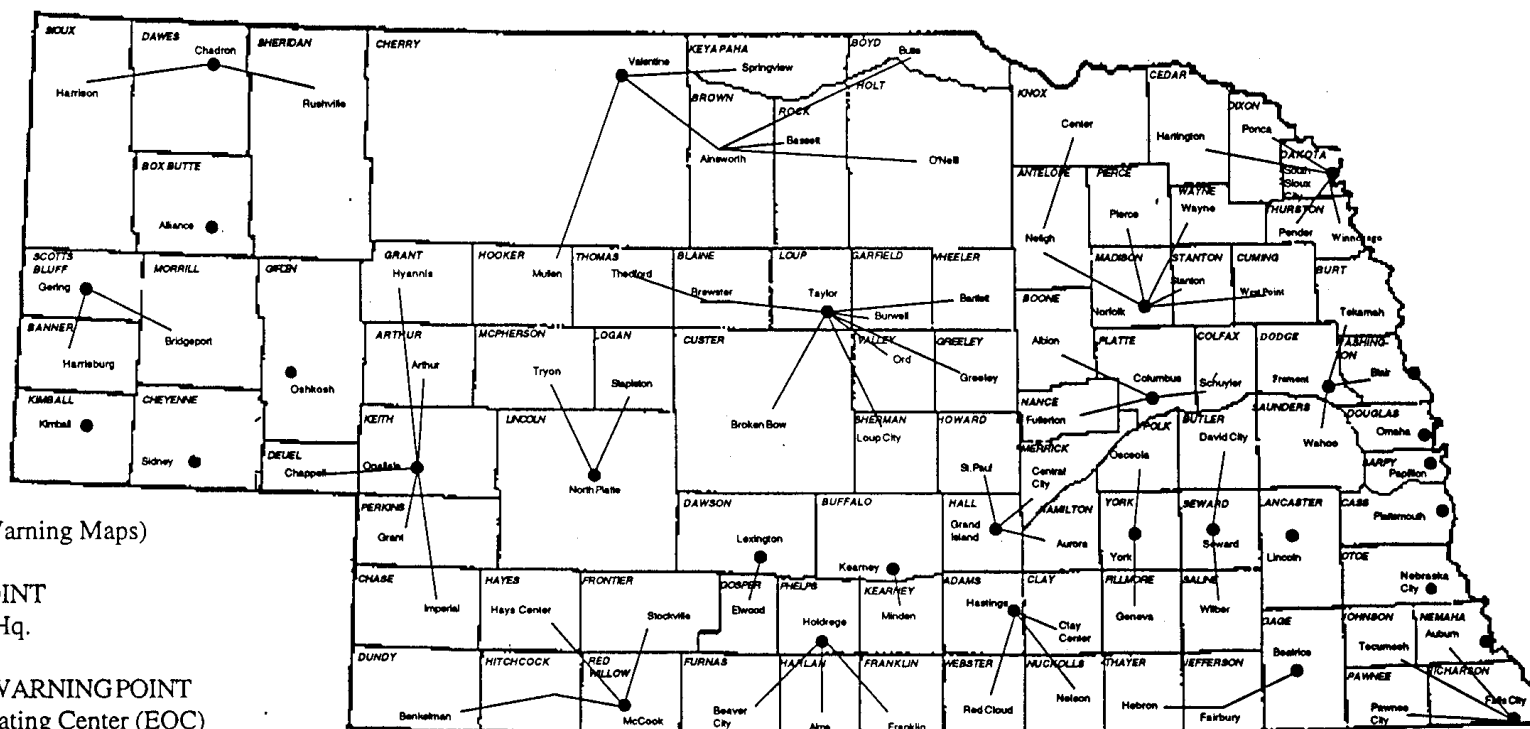 SIOUX
DAWES
Chadron
SHERIDAN
CHERRY
KEYAPAHA
BOYD
Butte
Valentine
Springview
Harrison
Rushville
HOLT
BROWN
ROCK
Bassett
Ainsworth
O'Neill
KNOX
Center
CEDAR
DIXON
Hartington
Ponca
DAKOTA
South
Sioux
City
BOX BUTTE
Alliance
ANTELOPE
PIERCE
Pierce
WAYNE
Wayne
THURSTON
Pender
Winnebago
Neligh
SCOTTS
BLUFF
Gering
MORRILL
GRANT
Hyannis
HOOKER
Mullen
THOMAS
Thedford
BLAINE
Brewster
LOUP
Taylor
GARFIELD
Burwell
WHEELER
Bartlett
MADISON
Norfolk
STANTON
Stanton
CUMING
West Point
BURT
Tekamah
BOONE
Albion
BANNER
Harrisburg
Bridgeport
Oshkosh
ARTHUR
Arthur
MCPHERSON
Tryon
LOGAN
Stapleton
CUSTER
Broken Bow
VALLEY
Ord
GREELEY
Greeley
PLATTE
Columbus
COLFAX
Schuyler
DODGE
Fremont
WASHING-
TON
Blair
KIMBALL
Kimball
CHEYENNE
Sidney
DEUEL
Chappell
KEITH
Ogallala
LINCOLN
North Platte
SHERMAN
Loup City
HOWARD
St. Paul
NANCE
Fullerton
MERRICK
Central
City
POLK
Osceola
BUTLER
David City
SAUNDERS
Wahoo
DOUGLAS
Omaha
SARPY
Papillion
PERKINS
Grant
DAWSON
Lexington
BUFFALO
Kearney
HALL
Grand
Island
HAMILTON
Aurora
YORK
York
SEWARD
Seward
LANCASTER
Lincoln
CASS
Plattsmouth
OTOE
Nebraska
City
Warning Maps)
CHASE
Imperial
HAYES
Hays Center
FRONTIER
Stockville
GOSPER
Elwood
PHELPS
Holdrege
KEARNEY
Minden
ADAMS
Hastings
CLAY
Clay
Center
FILLMORE
Geneva
SALINE
Wilber
GAGE
Beatrice
JOHNSON
Tecumseh
NEMAHA
Auburn
Hq.
DUNDY
Benkelman
HITCHCOCK
RED
WILLOW
McCook
FURNAS
Beaver
City
HARLAN
Alma
FRANKLIN
Franklin
WEBSTER
Red Cloud
NUCKOLLS
Nelson
THAYER
Hebron
JEFFERSON
Fairbury
PAWNEE
Pawnee
City
RICHARSON
Falls City
WARNINGPOINT
ating Center (EOC)